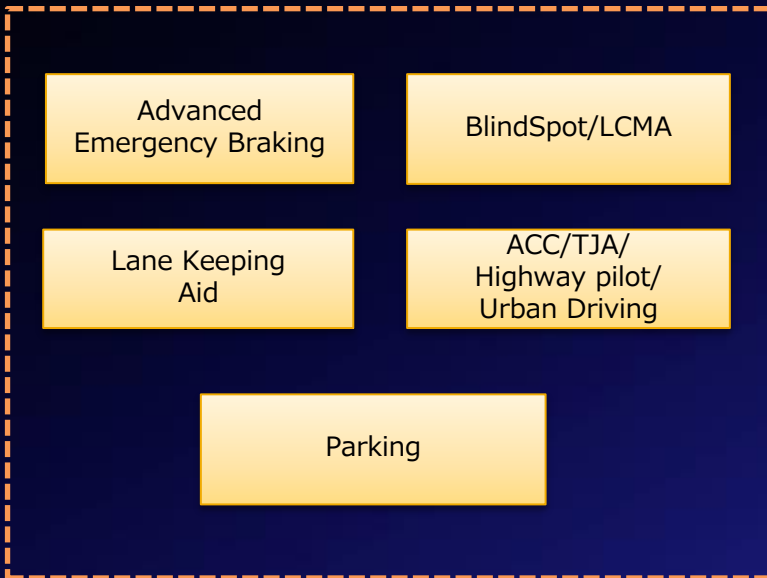 Advanced
Emergency Braking
BlindSpot/LCMA
Lane Keeping
Aid
ACC/TJA/
Highway pilot/
Urban Driving
Parking